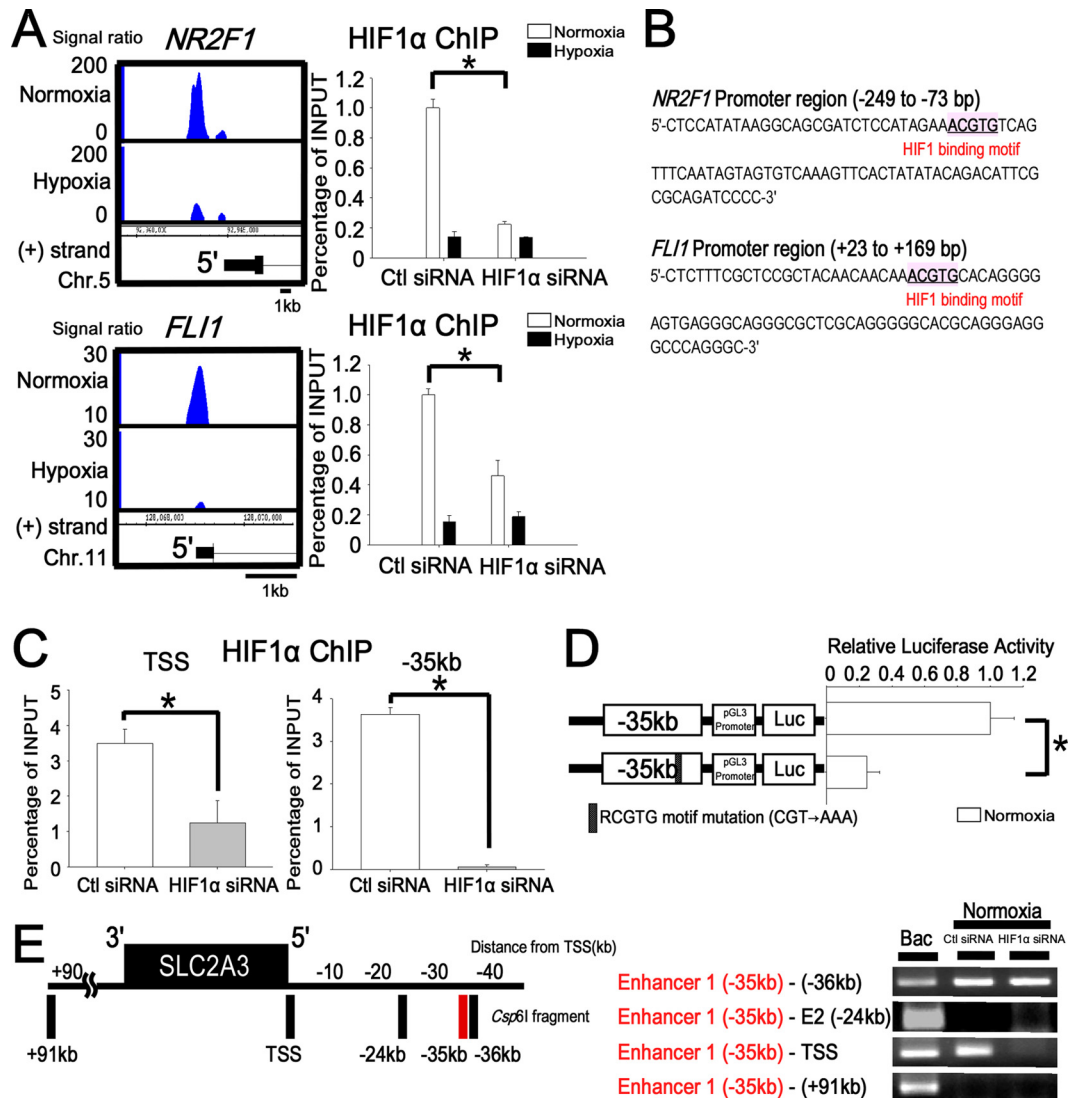 A
Signal ratio
NR2F1
200
Normoxia
0
200
Hypoxia
0
(+) strand
Chr.5
5'
1kb
HIF1α ChIP
Normoxia
Hypoxia
*
Percentage of INPUT
1.2
1.0
0.8
0.6
0.4
0.2
0
Ctl siRNA HIF1α siRNA
Signal ratio
FLI1
30
Normoxia
10
30
Hypoxia
10
128,068,000 128,070,000
(+) strand
Chr.11
5'
1kb
HIF1α ChIP
Normoxia
Hypoxia
*
Percentage of INPUT
1.2
1.0
0.8
0.6
0.4
0.2
0
Ctl siRNA HIF1α siRNA
B
NR2F1 Promoter region (-249 to -73 bp)
5'-CTCCATATAAGGCAGCGATCTCCATAGAAACGTGTCAG
HIF1 binding motif
TTTCAATAGTAGTGTCAAAGTTCACTATATACAGACATTCG
CGCAGATCCCC-3'
FLI1 Promoter region (+23 to +169 bp)
5'-CTCTTTCGCTCCGCTACAACAACAAACGTGCACAGGGG
HIF1 binding motif
AGTGAGGGCAGGGCGCTCGCAGGGGGCACGCAGGGAGG
GCCCAGGGC-3'
C
HIF1α ChIP
TSS
*
Percentage of INPUT
5
4
3
2
1
0
Ctl siRNA HIF1α siRNA
-35kb
*
Percentage of INPUT
4
3
2
1
0
Ctl siRNA HIF1α siRNA
D
Relative Luciferase Activity
0 0.2 0.4 0.6 0.8 1.0 1.2
-35kb pGL3 Promoter Luc
-35kb pGL3 Promoter Luc
*
RCGTG motif mutation (CGT→AAA)
Normoxia
E
3' 5'
Distance from TSS(kb)
+90 SLC2A3 -10 -20 -30 -40
Csp6I fragment
+91kb TSS -24kb -35kb -36kb
Normoxia
Bac Ctl siRNA HIF1α siRNA
Enhancer 1 (-35kb) - (-36kb)
Enhancer 1 (-35kb) - E2 (-24kb)
Enhancer 1 (-35kb) - TSS
Enhancer 1 (-35kb) - (+91kb)